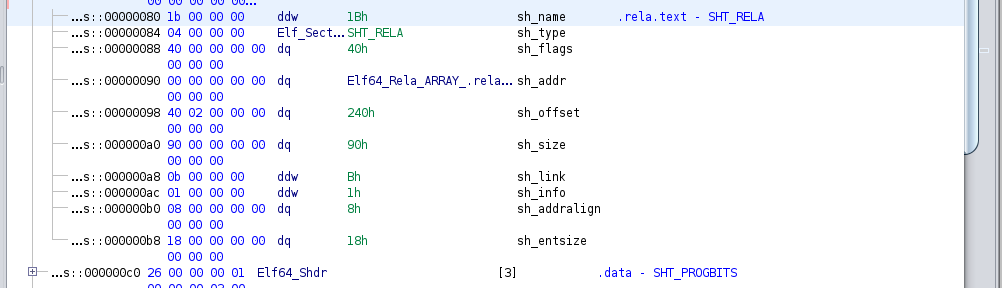 ...s::00000080 1b 00 00 00 ddw 1Bh sh_name .rela.text - SHT_RELA
...s::00000084 04 00 00 00 Elf_Sect... SHT_RELA sh_type
...s::00000088 40 00 00 00 00 dq 40h sh_flags
00 00 00
...s::00000090 00 00 00 00 00 dq Elf64_Rela_ARRAY_.rela... sh_addr
00 00 00
...s::00000098 40 02 00 00 00 dq 240h sh_offset
00 00 00
...s::000000a0 90 00 00 00 00 dq 90h sh_size
00 00 00
...s::000000a8 0b 00 00 00 ddw Bh sh_link
...s::000000ac 01 00 00 00 ddw 1h sh_info
...s::000000b0 08 00 00 00 00 dq 8h sh_addralign
00 00 00
...s::000000b8 18 00 00 00 00 dq 18h sh_entsize
00 00 00
...s::000000c0 26 00 00 00 01 Elf64_Shdr [3] .data - SHT_PROGBITS